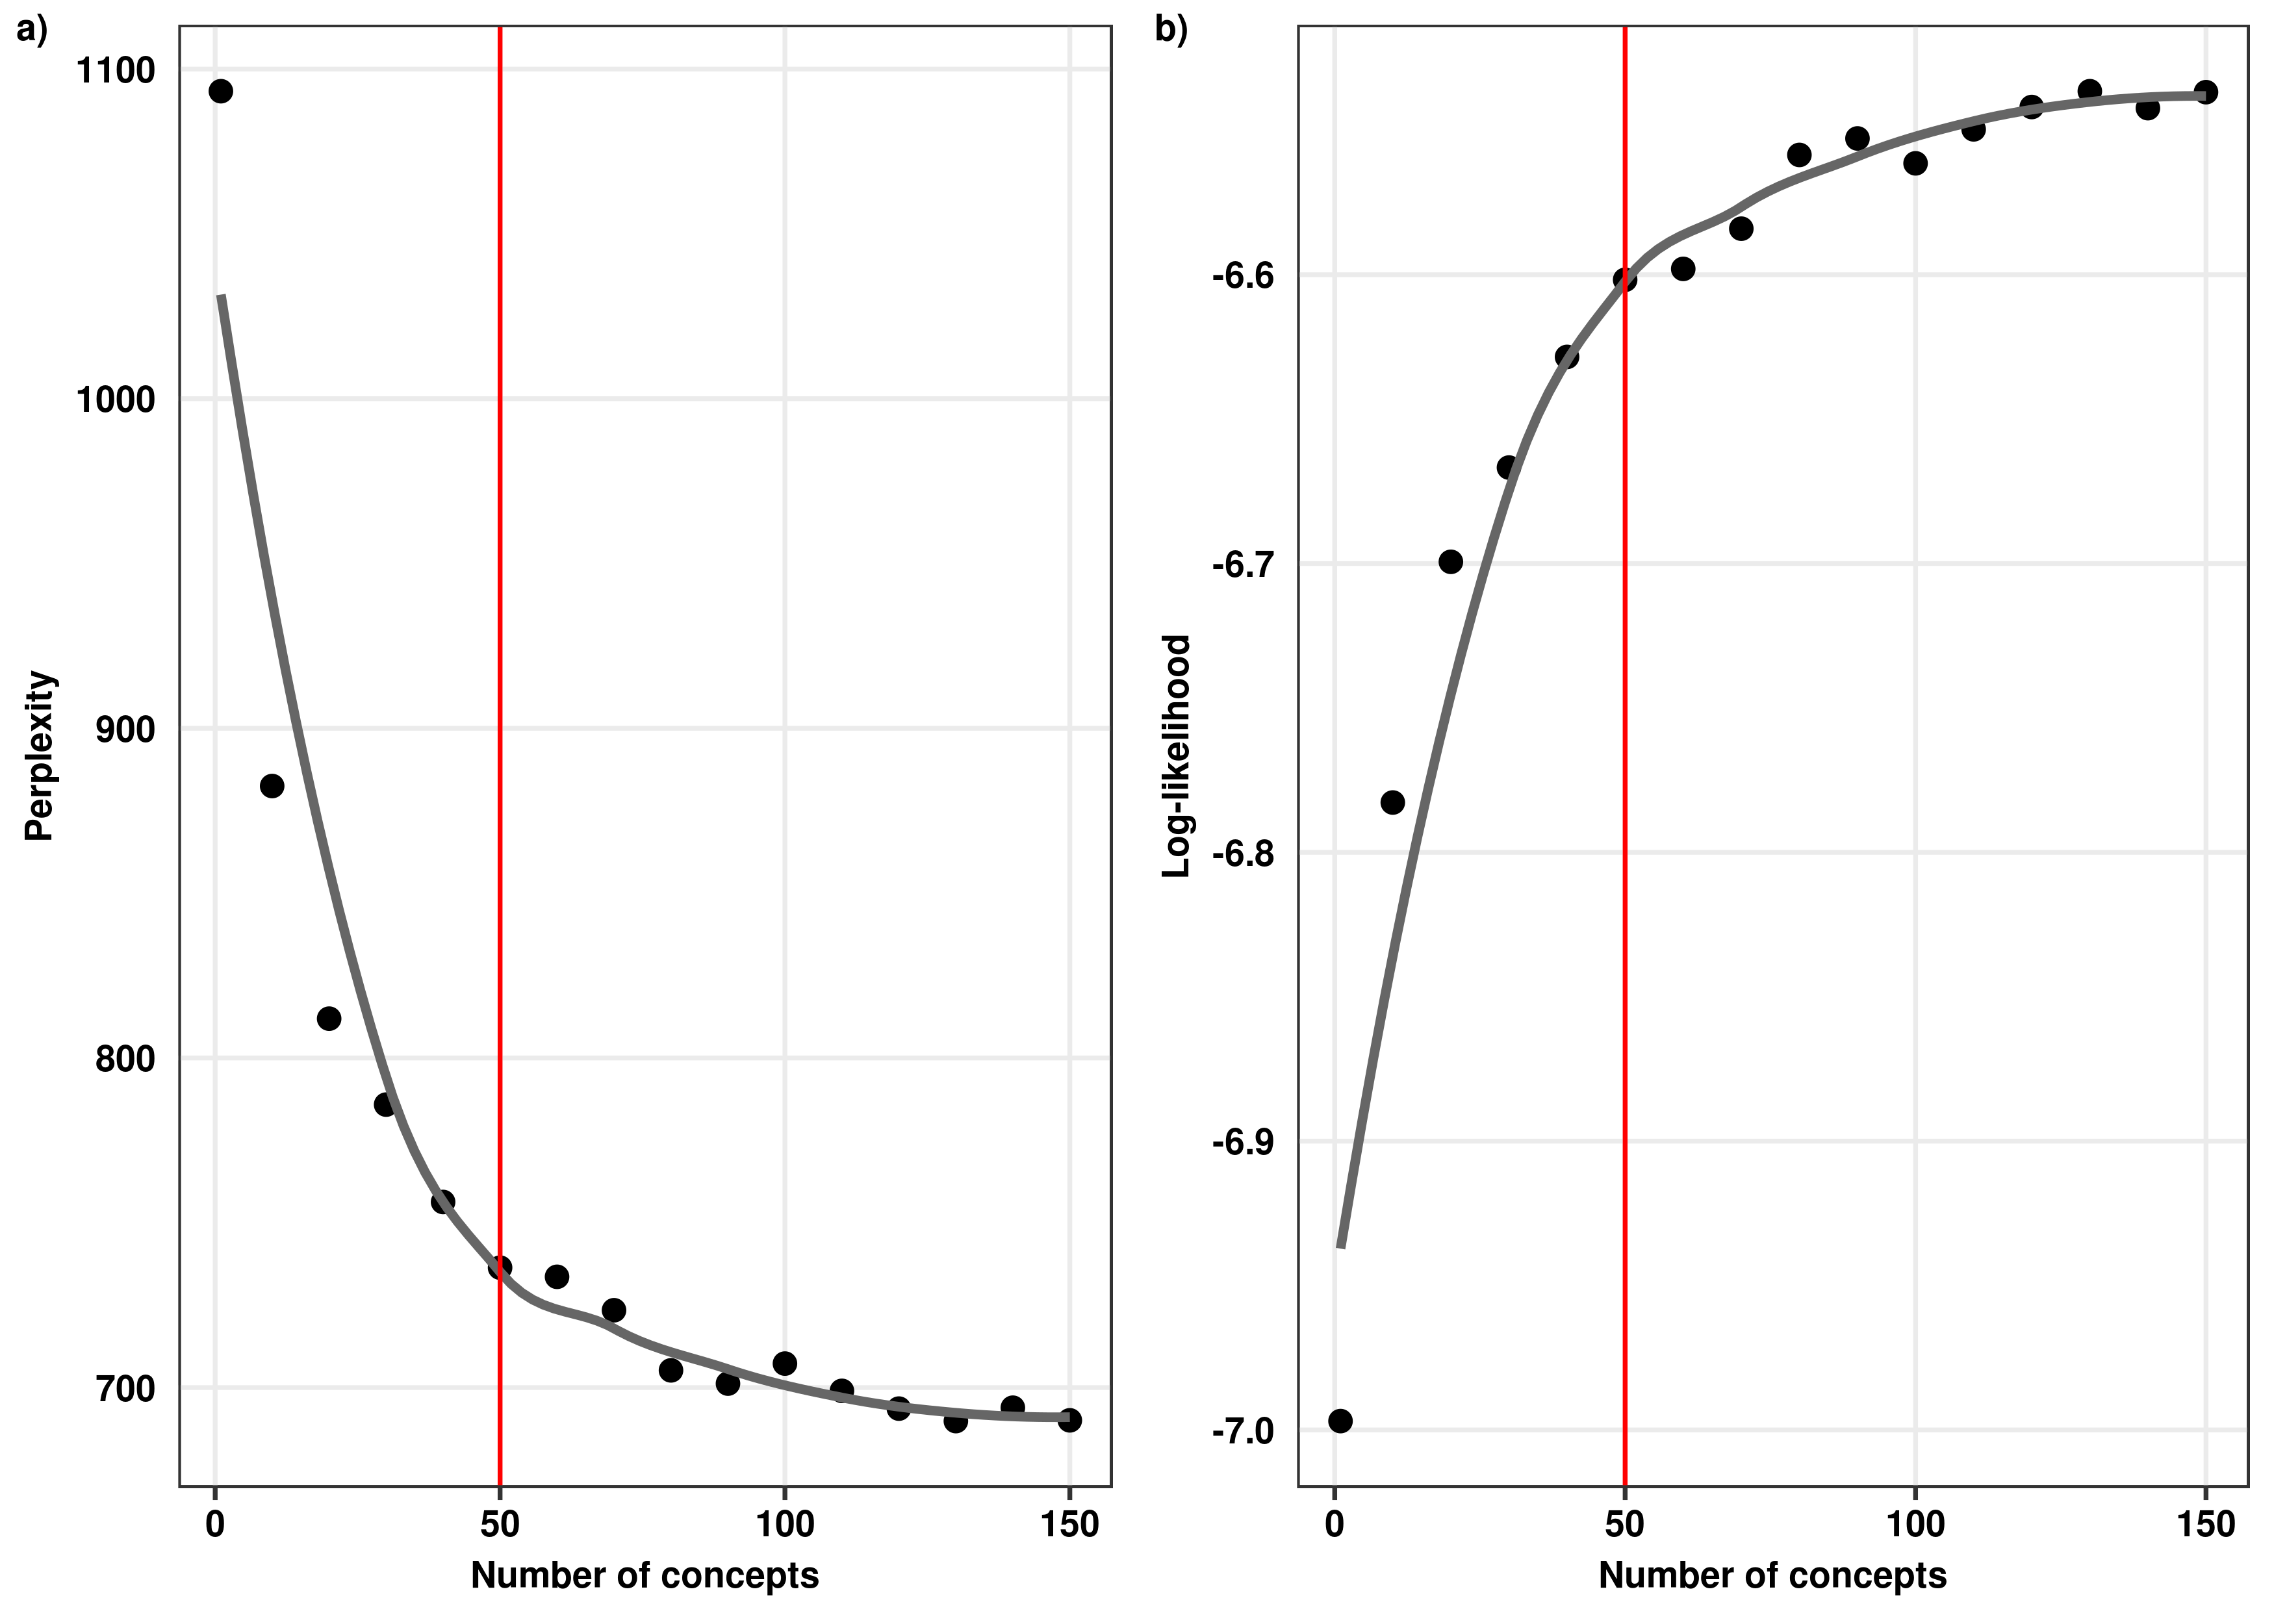 a)
1100
1000
900
800
700
Perplexity
0 50 100 150
Number of concepts
b)
-6.6
-6.7
-6.8
-6.9
-7.0
Log-likelihood
0 50 100 150
Number of concepts